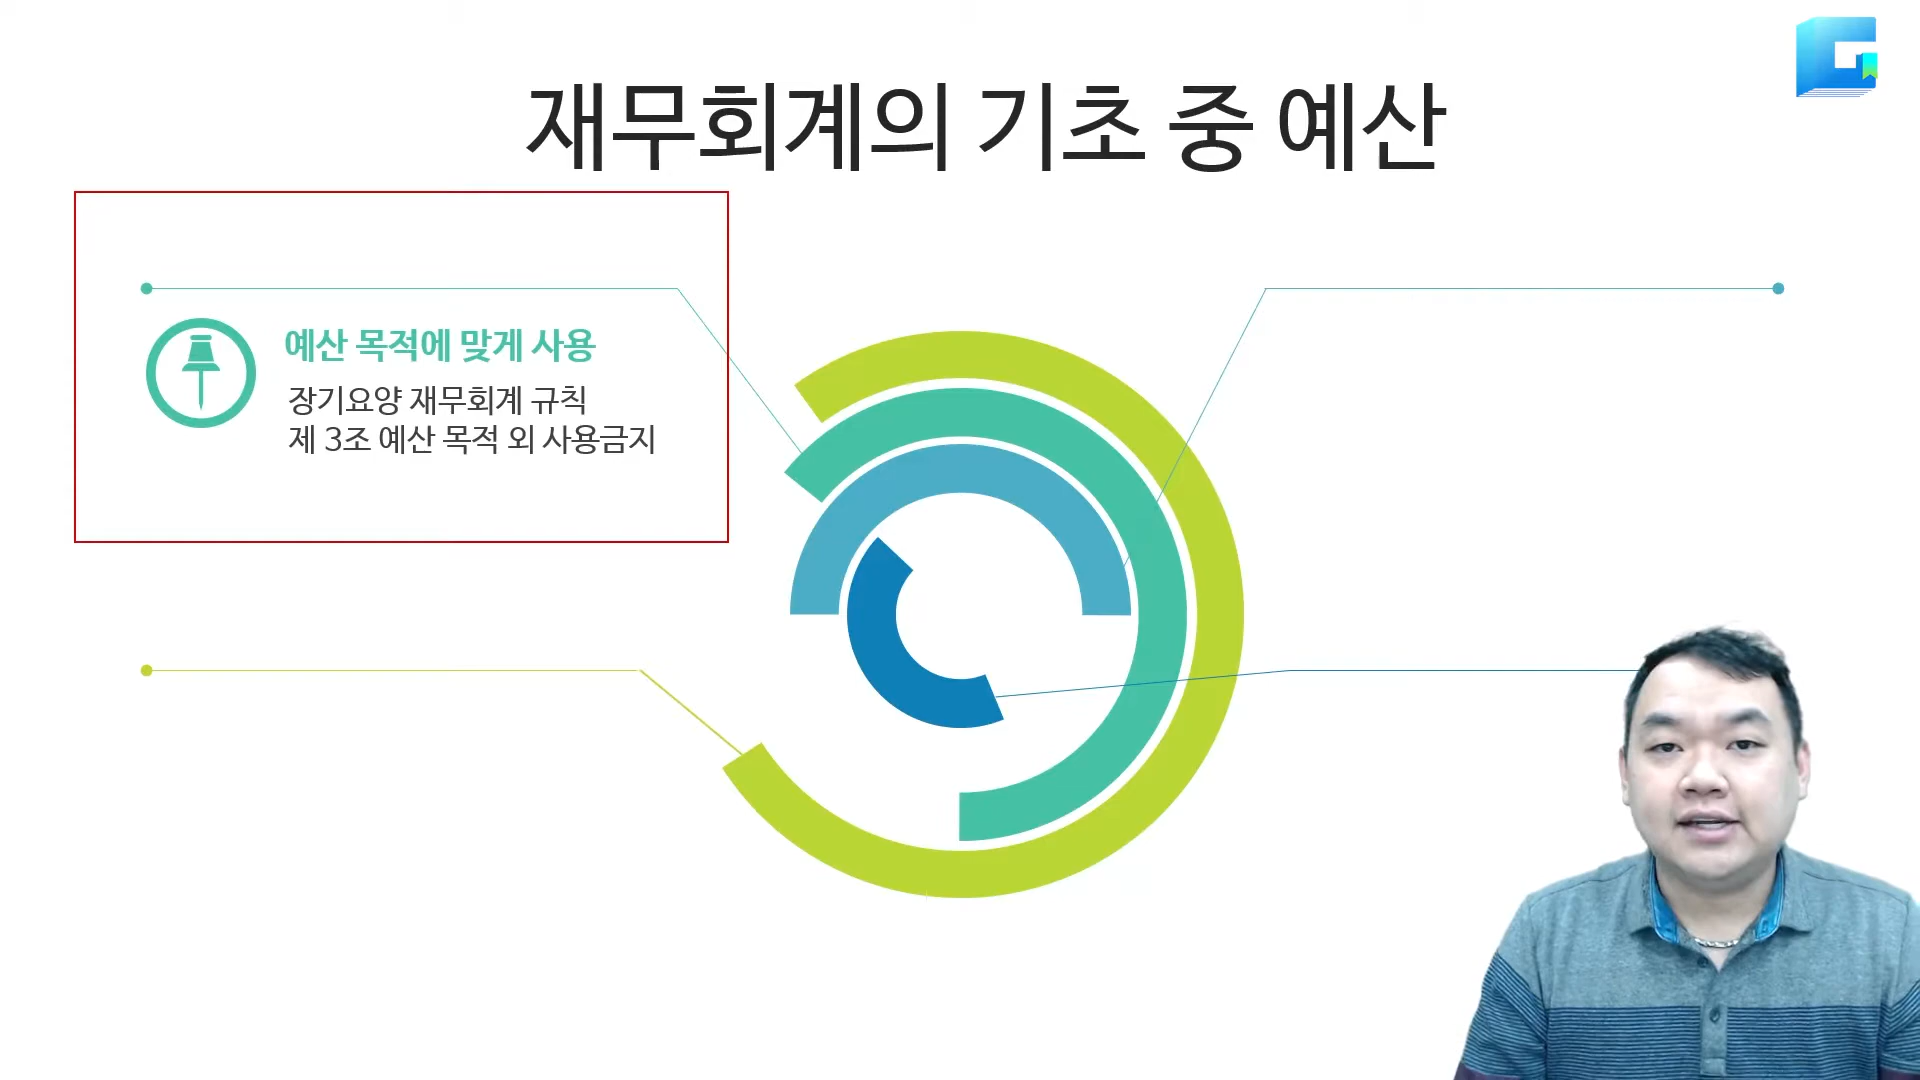 재무회계의 기초 중 예산
예산 목적에 맞게 사용
장기요양 재무회계 규칙
제 3조 예산 목적 외 사용금지